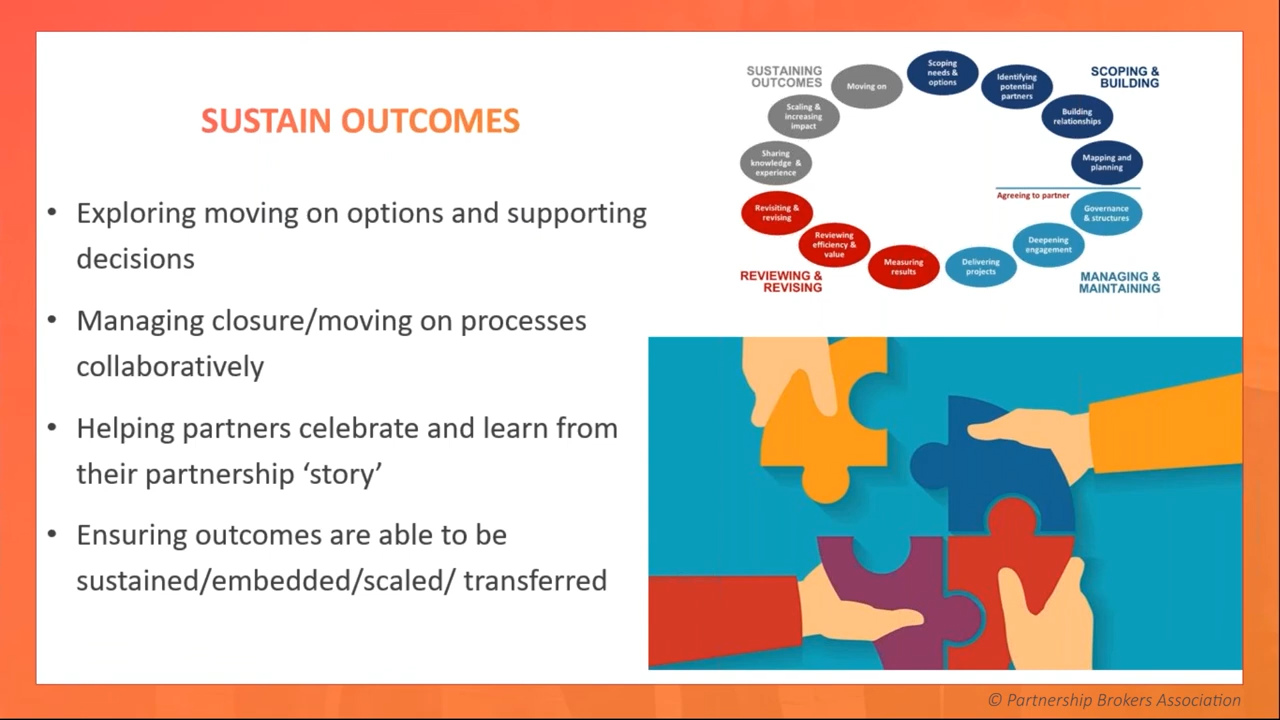 SUSTAIN OUTCOMES
• Exploring moving on options and supporting
decisions
• Managing closure/moving on processes
collaboratively
• Helping partners celebrate and learn from
their partnership ‘story’
• Ensuring outcomes are able to be
sustained/embedded/scaled/ transferred
SUSTAINING
OUTCOMES
Moving on
Scaling &
increasing
impact
Sharing
knowledge &
experience
Scoping
needs &
options
Identifying
potential
partners
SCOPING &
BUILDING
Building
relationships
Mapping and
planning
Agreeing to partner
Governance
& structures
Deepening
engagement
Delivering
projects
MANAGING &
MAINTAINING
Measuring
results
Reviewing
efficiency &
value
Revisiting &
revising
REVIEWING &
REVISING
© Partnership Brokers Association